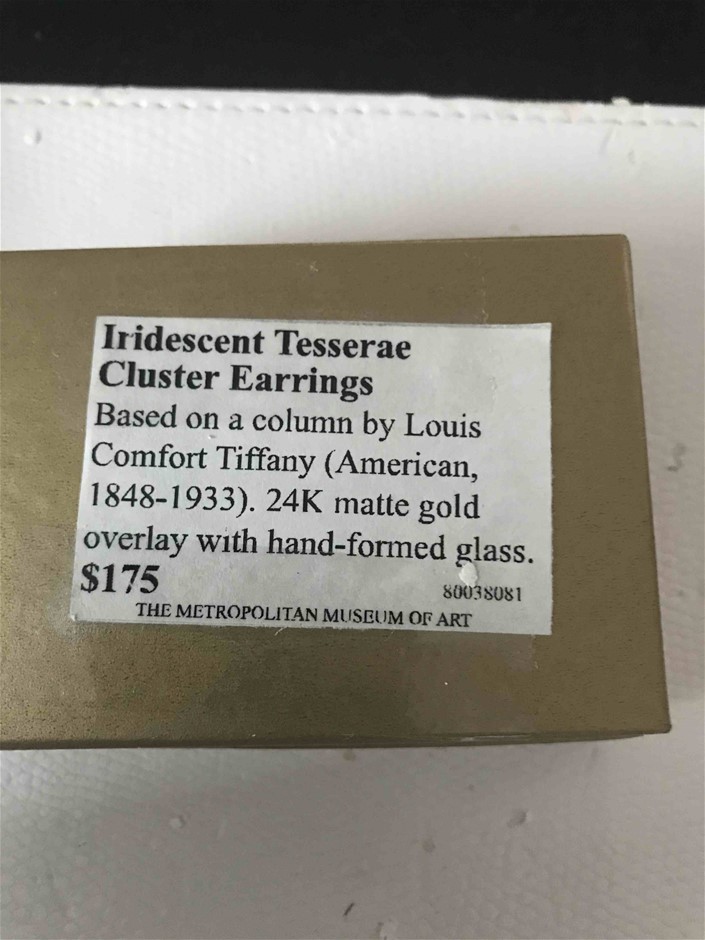 Iridescent Tesserae
Cluster Earrings
Based on a column by Louis
Comfort Tiffany (American,
1848-1933). 24K matte gold
overlay with hand-formed glass.
$175 80038081
THE METROPOLITAN MUSEUM OF ART